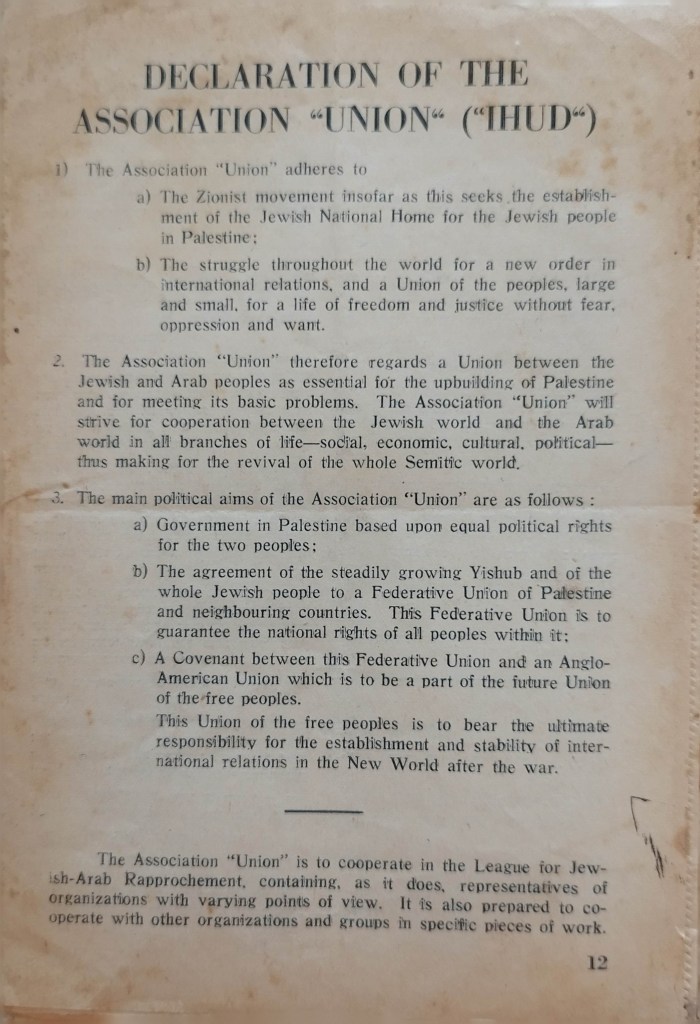 DECLARATION OF THE
ASSOCIATION “UNION“ (“IHUD“)
1) The Association “Union” adheres to
a) The Zionist movement insofar as this seeks the establish-
ment of the Jewish National Home for the Jewish people
in Palestine;
b) The struggle throughout the world for a new order in
international relations, and a Union of the peoples, large
and small, for a life of freedom and justice without fear,
oppression and want.
2. The Association “Union” therefore regards a Union between the
Jewish and Arab peoples as essential for the upbuilding of Palestine
and for meeting its basic problems. The Association “Union” will
strive for cooperation between the Jewish world and the Arab
world in all branches of life—social, economic, cultural, political—
thus making for the revival of the whole Semitic world.
3. The main political aims of the Association “Union” are as follows :
a) Government in Palestine based upon equal political rights
for the two peoples;
b) The agreement of the steadily growing Yishub and of the
whole Jewish people to a Federative Union of Palestine
and neighbouring countries. This Federative Union is to
guarantee the national rights of all peoples within it;
c) A Covenant between this Federative Union and an Anglo-
American Union which is to be a part of the future Union
of the free peoples.
This Union of the free peoples is to bear the ultimate
responsibility for the establishment and stability of inter-
national relations in the New World after the war.
The Association “Union” is to cooperate in the League for Jew-
ish-Arab Rapprochement, containing, as it does, representatives of
organizations with varying points of view. It is also prepared to co-
operate with other organizations and groups in specific pieces of work.
12